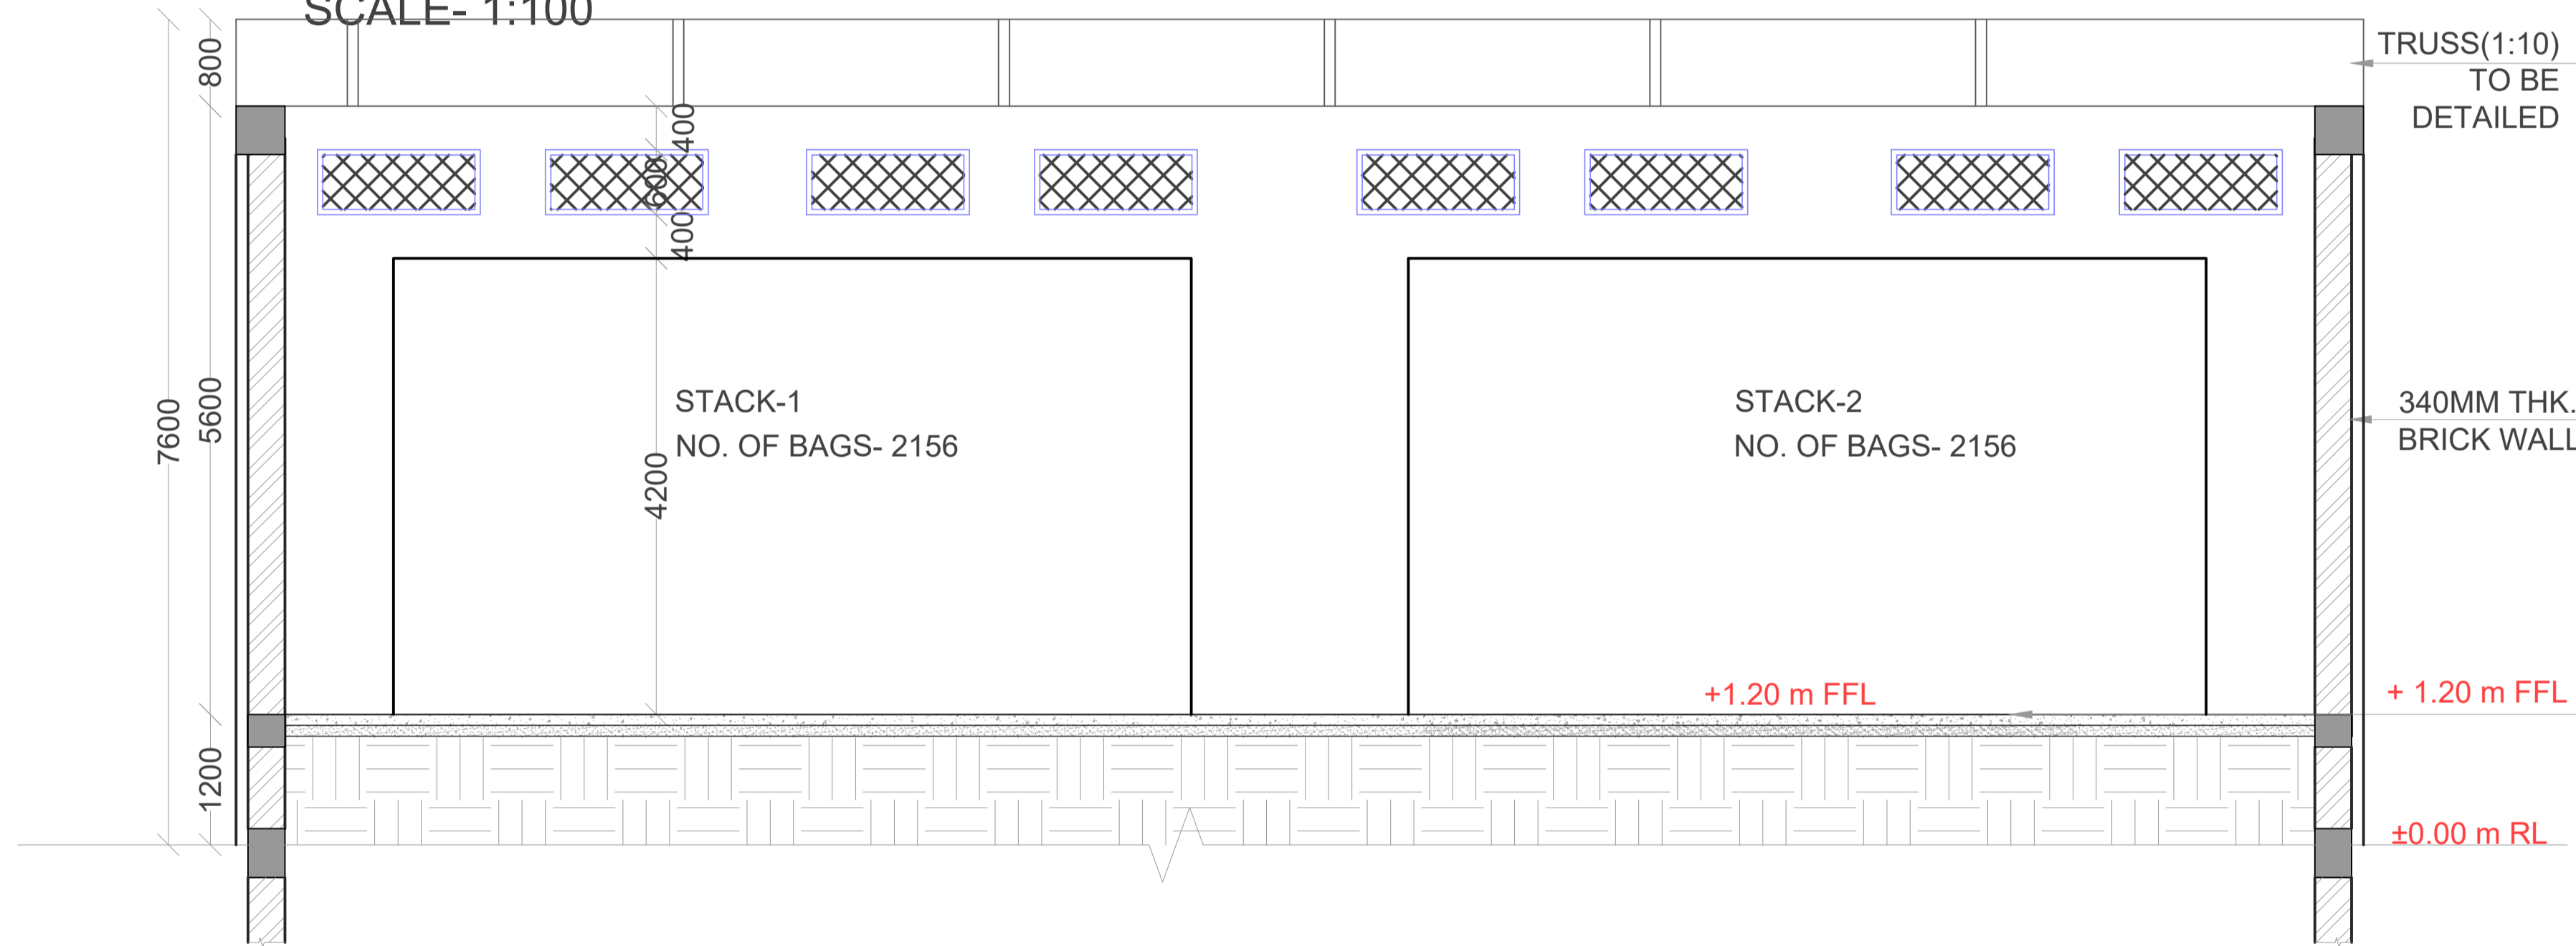 SCALE- 1:100
TRUSS(1:10)
TO BE
DETAILED
800
400
600
400
5600
7600
4200
1200
STACK-1
NO. OF BAGS- 2156
STACK-2
NO. OF BAGS- 2156
340MM THK.
BRICK WALL
+1.20 m FFL
+ 1.20 m FFL
±0.00 m RL